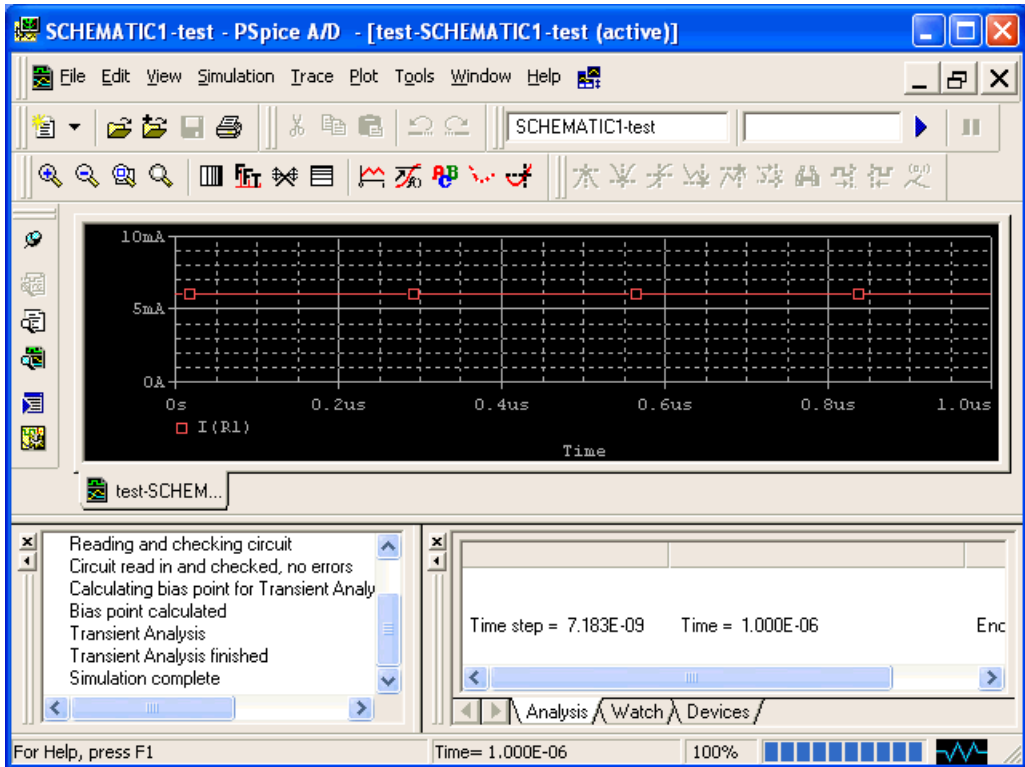 SCHEMATIC1-test - PSpice A/D - [test-SCHEMATIC1-test (active)]
File Edit View Simulation Trace Plot Tools Window Help
SCHEMATIC1-test
FFT
10mA
5mA
0A
0s 0.2us 0.4us 0.6us 0.8us 1.0us
I(R1)
Time
test-SCHEM...
Reading and checking circuit
Circuit read in and checked, no errors
Calculating bias point for Transient Analy
Bias point calculated
Transient Analysis
Transient Analysis finished
Simulation complete
Time step = 7.183E-09 Time = 1.000E-06 End
Analysis Watch Devices
For Help, press F1 Time= 1.000E-06 100%